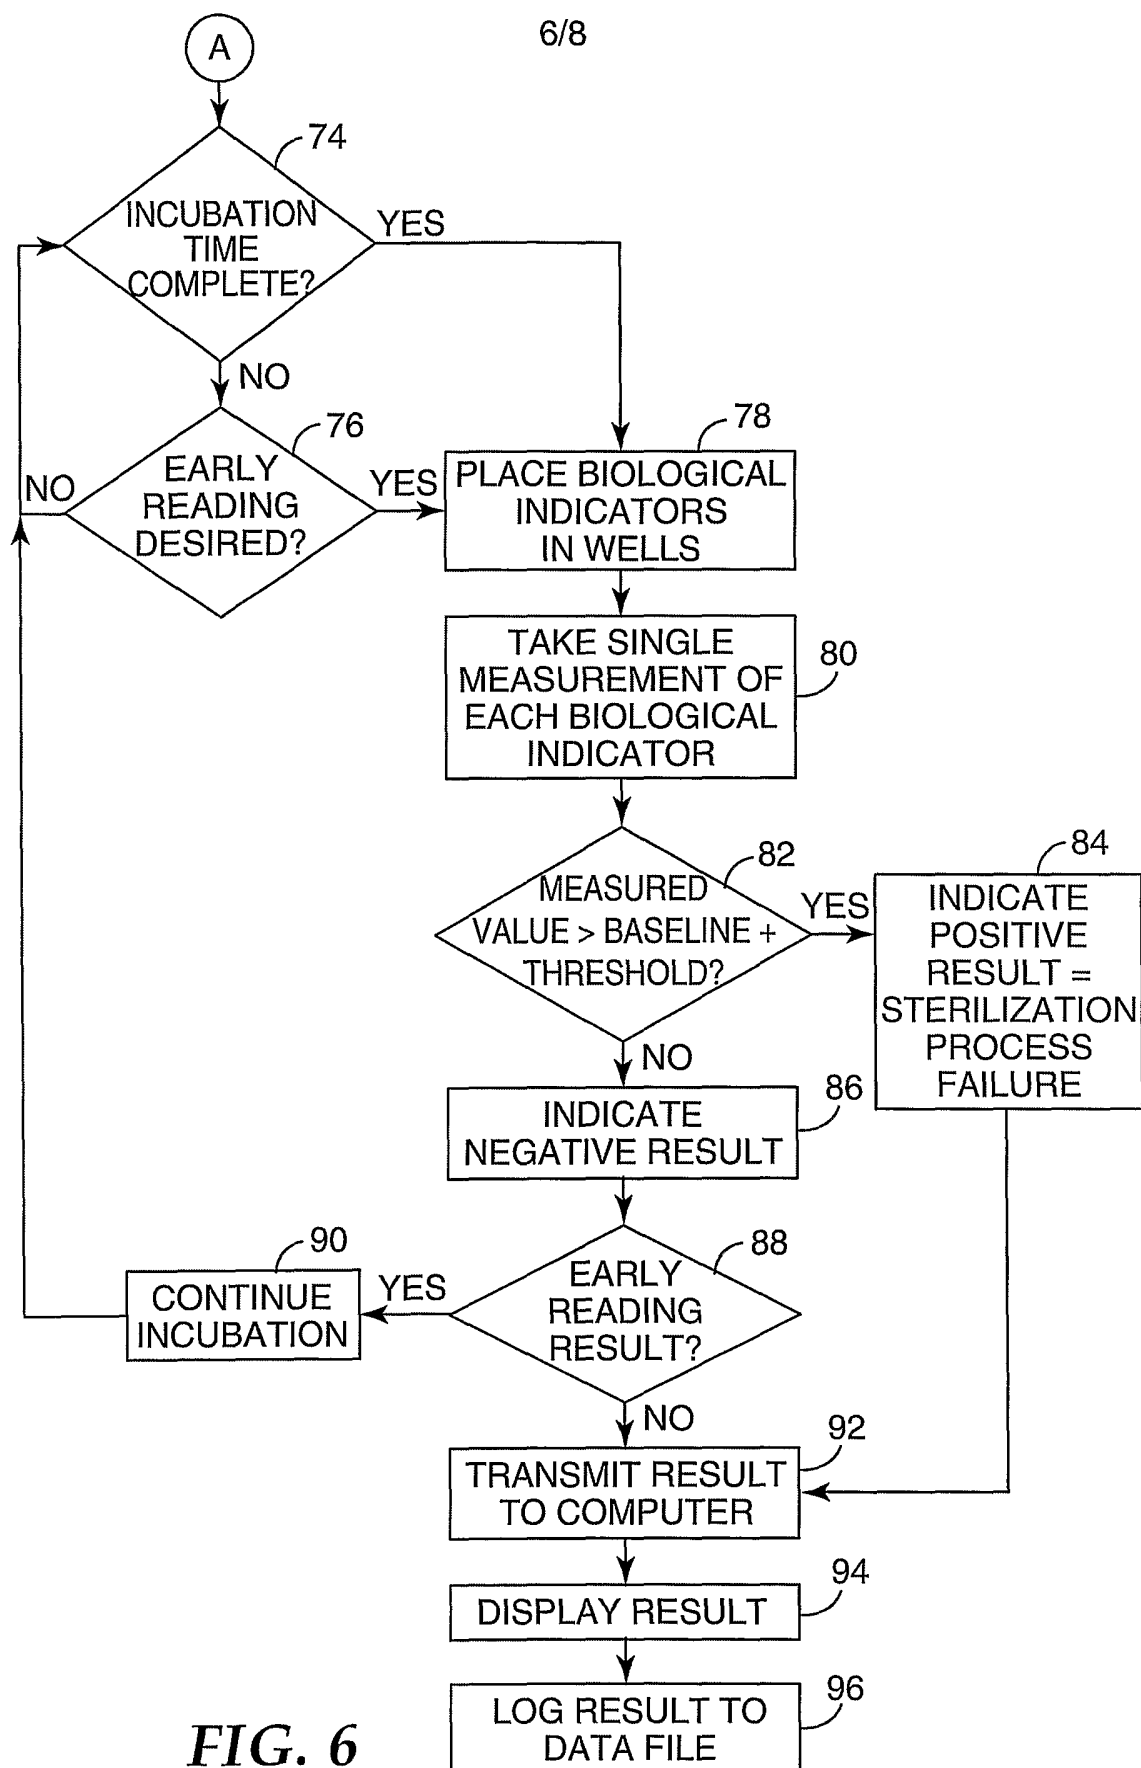 6/8
A
74
INCUBATION
TIME
COMPLETE?
YES
NO
76
EARLY
READING
DESIRED?
NO
YES
78
PLACE BIOLOGICAL
INDICATORS
IN WELLS
TAKE SINGLE
MEASUREMENT OF
EACH BIOLOGICAL
INDICATOR
80
82
MEASURED
VALUE > BASELINE +
THRESHOLD?
YES
84
INDICATE
POSITIVE
RESULT =
STERILIZATION
PROCESS
FAILURE
NO
86
INDICATE
NEGATIVE RESULT
88
EARLY
READING
RESULT?
YES
90
CONTINUE
INCUBATION
NO
92
TRANSMIT RESULT
TO COMPUTER
94
DISPLAY RESULT
96
LOG RESULT TO
DATA FILE
FIG. 6